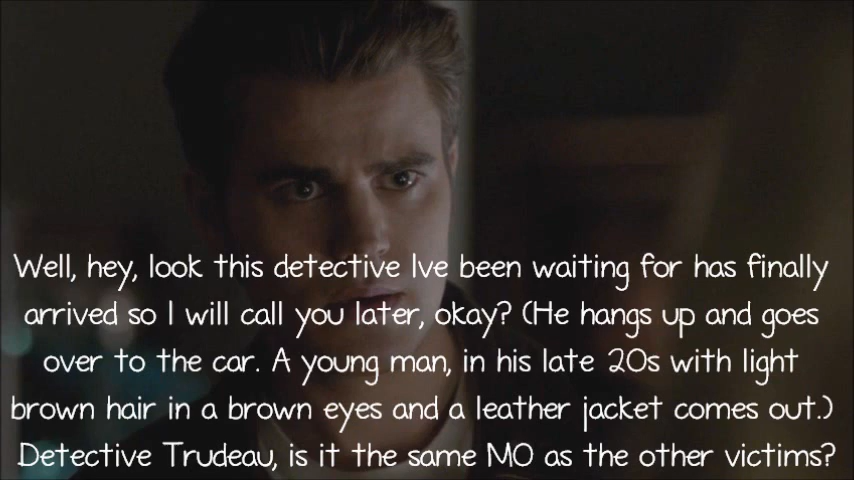 Well, hey, look this detective Ive been waiting for has finally
arrived so I will call you later, okay? (He hangs up and goes
over to the car. A young man, in his late 20s with light
brown hair in a brown eyes and a leather jacket comes out.)
Detective Trudeau, is it the same MO as the other victims?